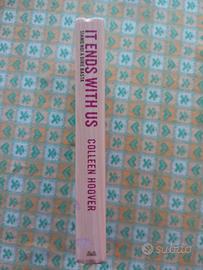 IT ENDS WITH US
SIAMO NOI A DIRE BASTA
COLLEEN HOOVER
subito